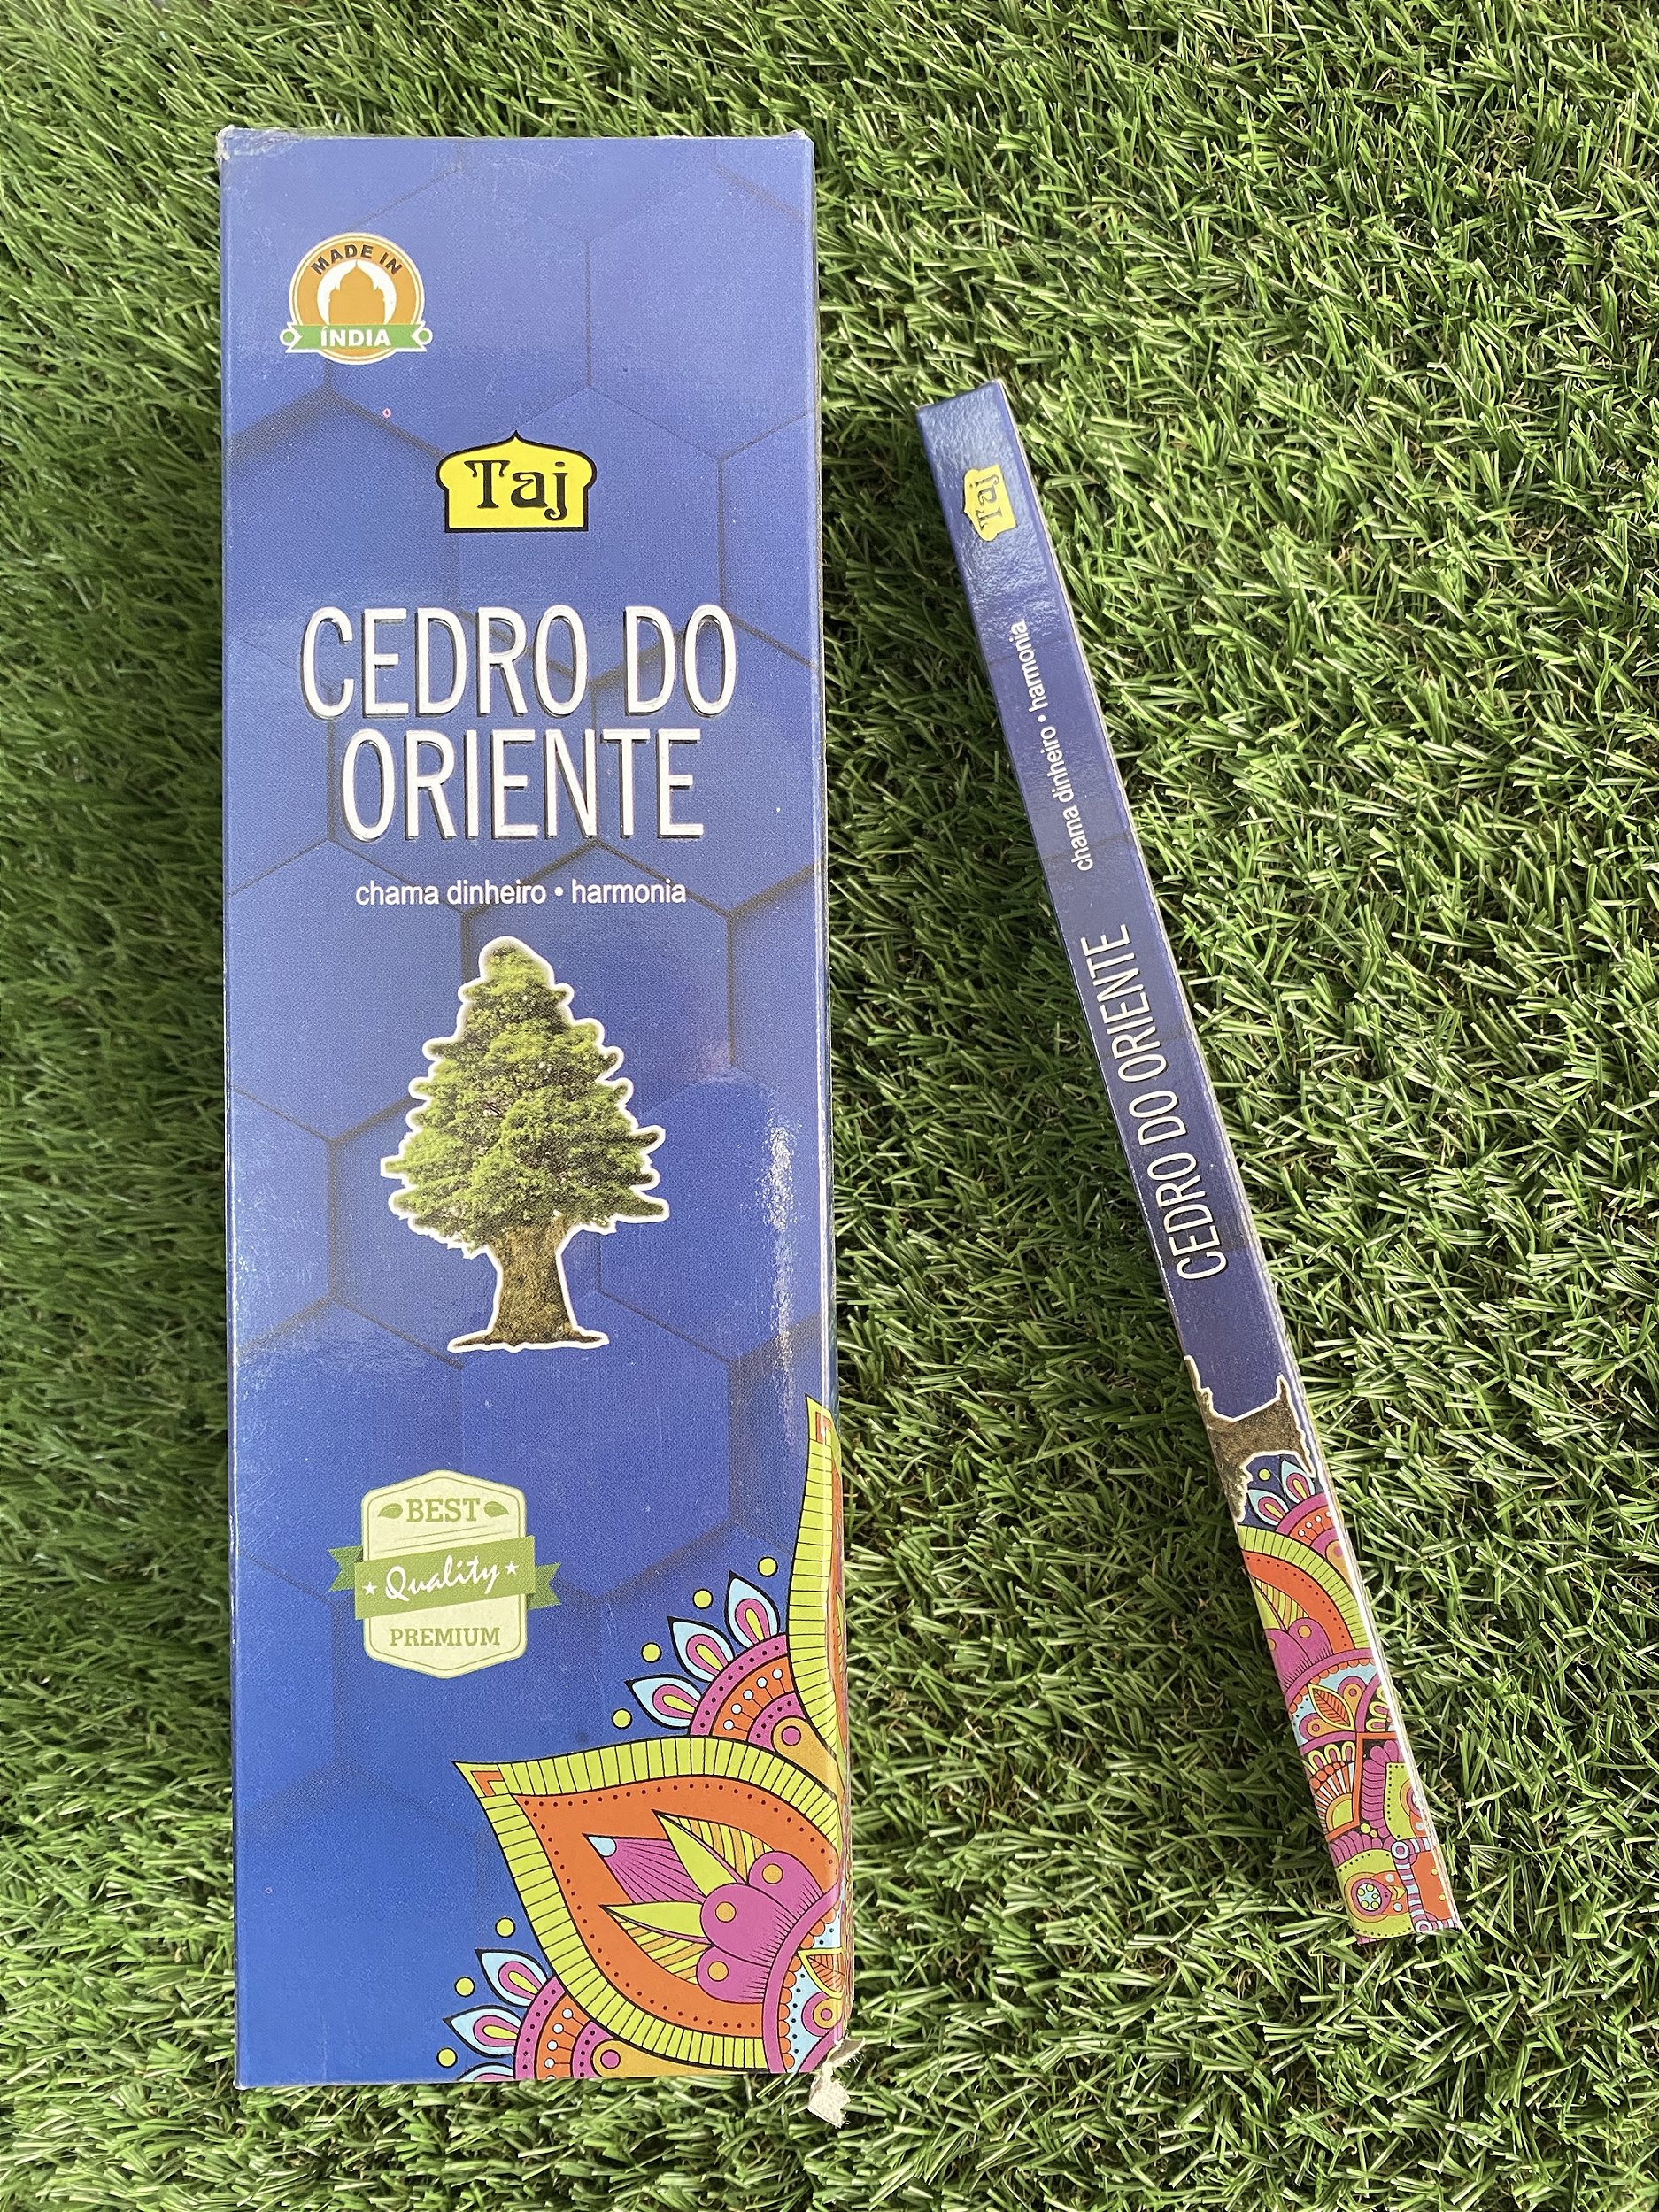 MADE IN
ÍNDIA
Taj
CEDRO DO
ORIENTE
chama dinheiro • harmonia
BEST
Quality
PREMIUM
Taj
chama dinheiro • harmonia
CEDRO DO ORIENTE